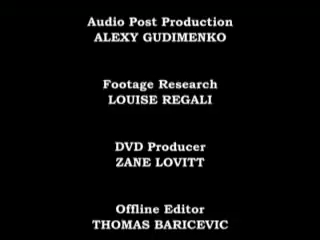 Audio Post Production
ALEXY GUDIMENKO
Footage Research
LOUISE REGALI
DVD Producer
ZANE LOVITT
Offline Editor
THOMAS BARICEVIC